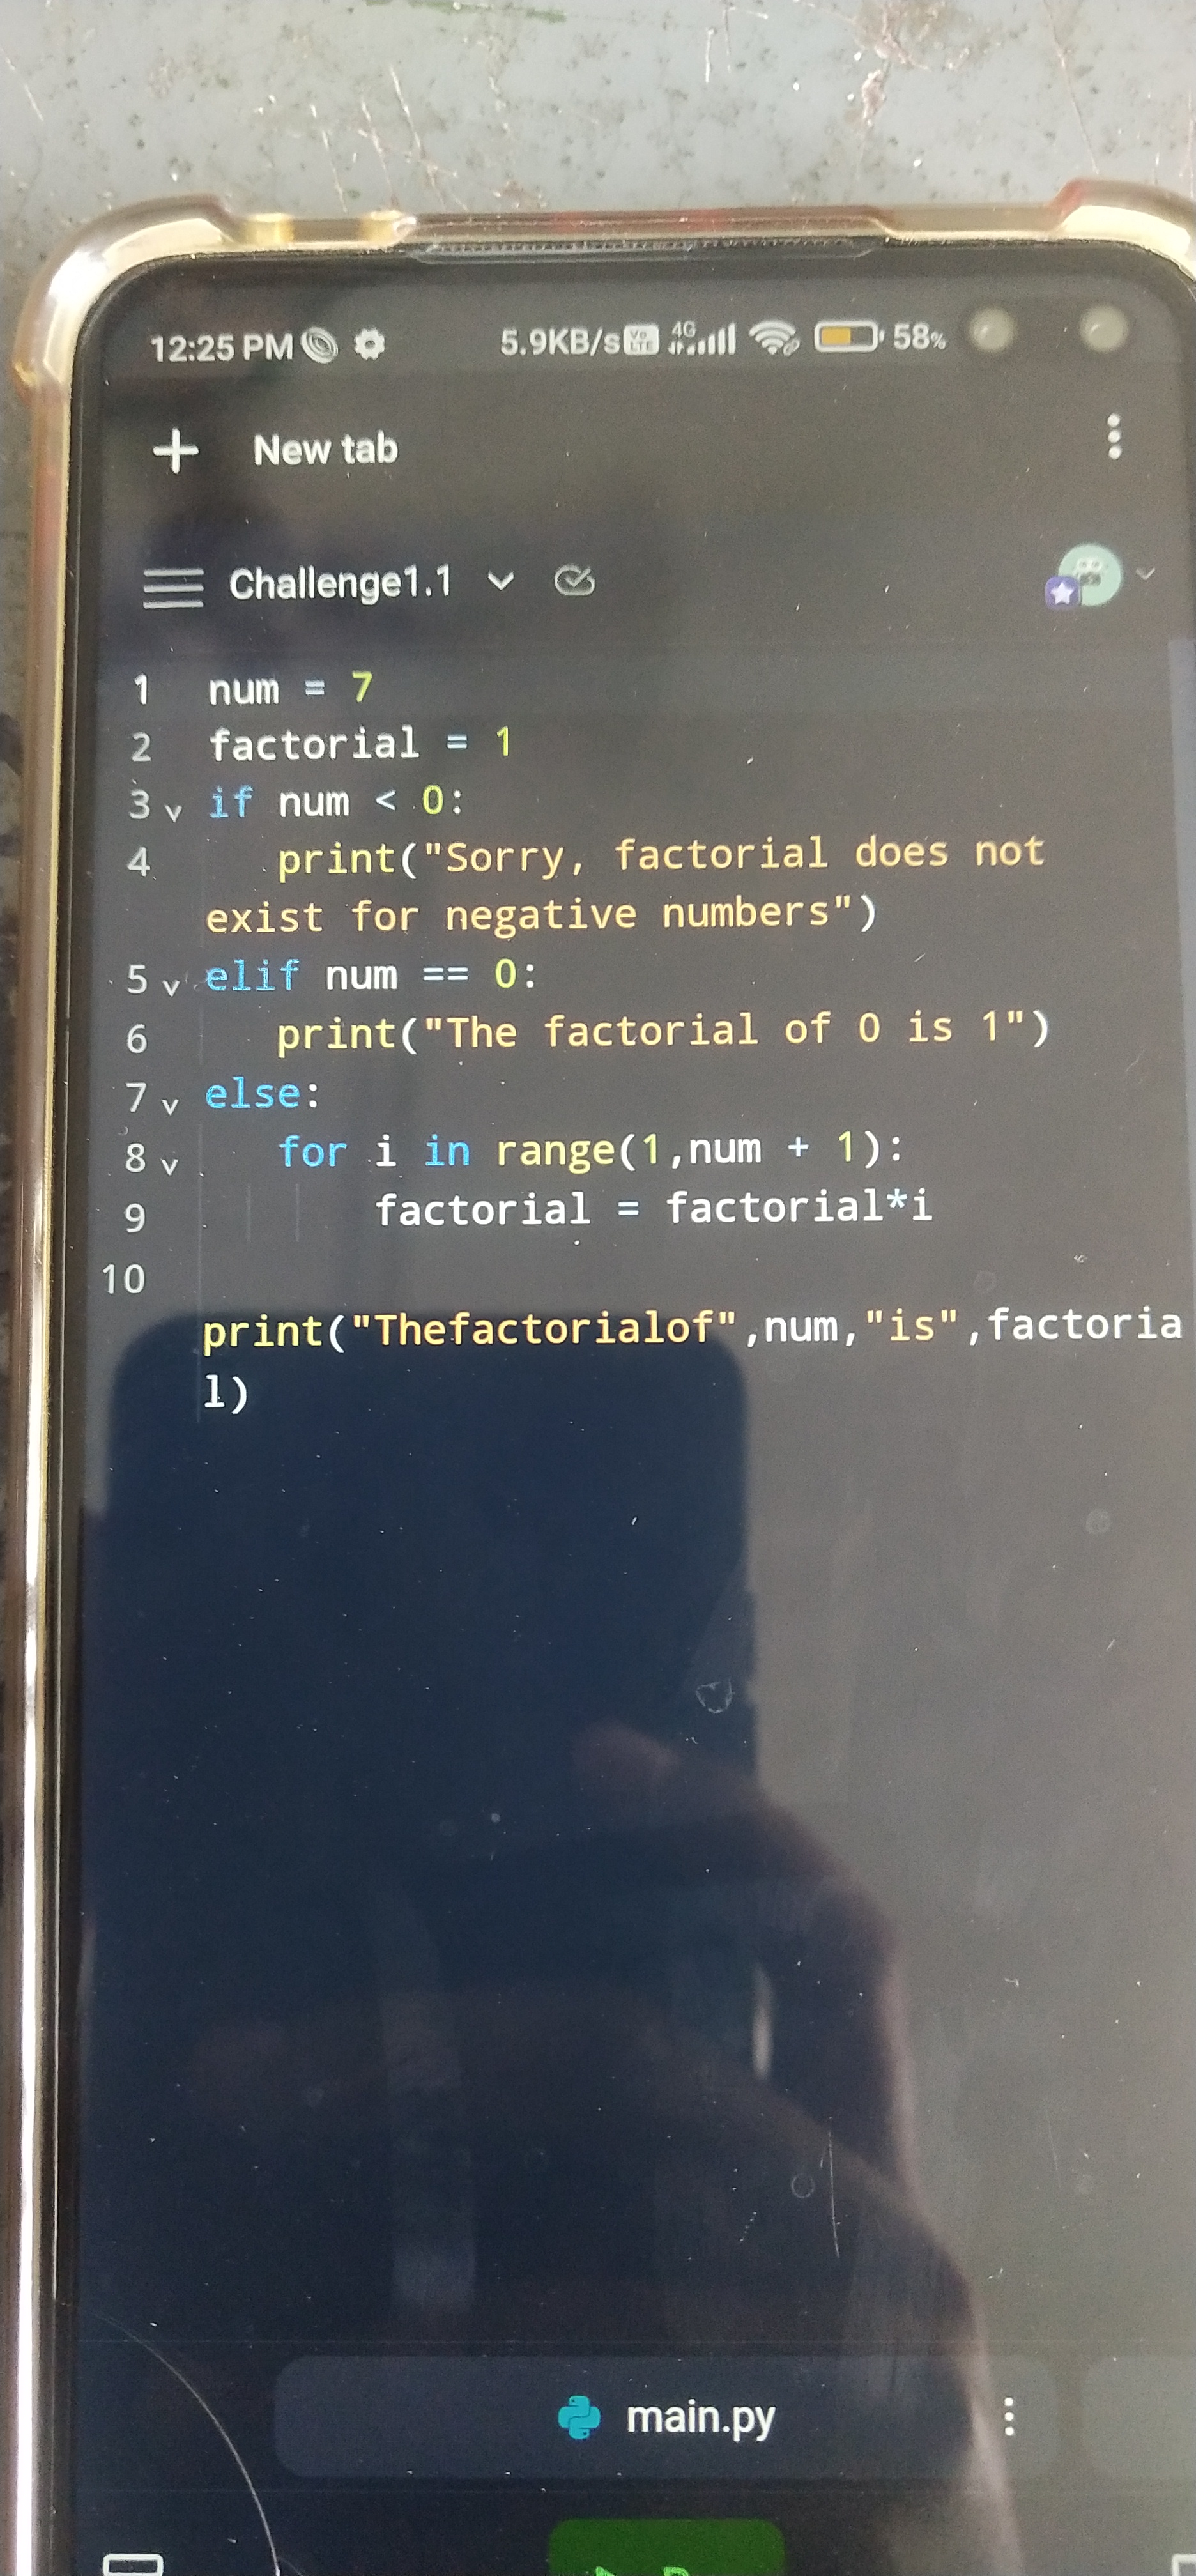 12:25 PM 5.9KB/s Vo LTE 4G 58%
New tab
Challenge1.1
1 num = 7
2 factorial = 1
3 if num < 0:
4 print("Sorry, factorial does not
exist for negative numbers")
5 elif num == 0:
6 print("The factorial of 0 is 1")
7 else:
8 for i in range(1,num + 1):
9 factorial = factorial*i
10
print("Thefactorialof",num,"is",factoria
l)
main.py